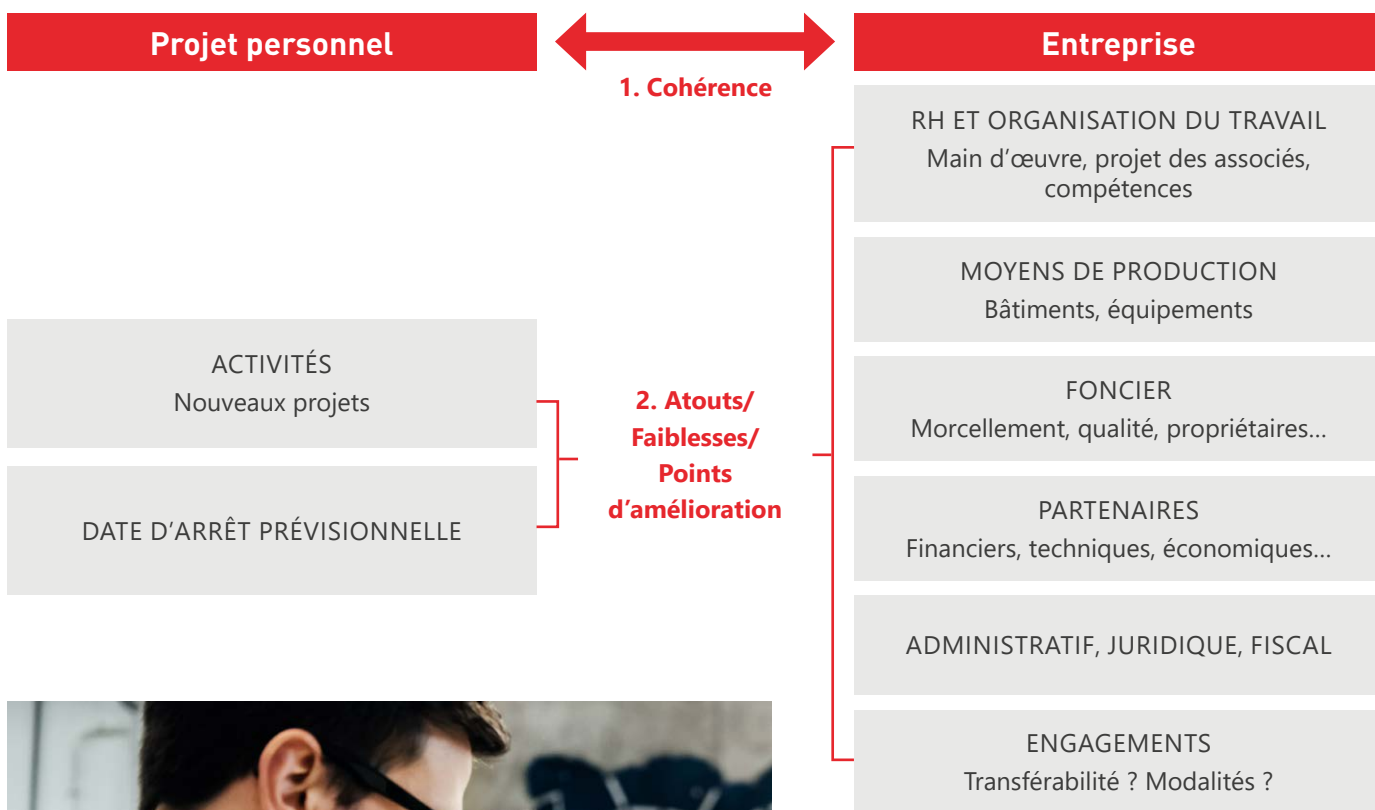 Projet personnel
1. Cohérence
Entreprise
ACTIVITÉS
Nouveaux projets
DATE D’ARRÊT PRÉVISIONNELLE
2. Atouts/
Faiblesses/
Points
d’amélioration
RH ET ORGANISATION DU TRAVAIL
Main d’œuvre, projet des associés,
compétences
MOYENS DE PRODUCTION
Bâtiments, équipements
FONCIER
Morcellement, qualité, propriétaires…
PARTENAIRES
Financiers, techniques, économiques…
ADMINISTRATIF, JURIDIQUE, FISCAL
ENGAGEMENTS
Transférabilité ? Modalités ?